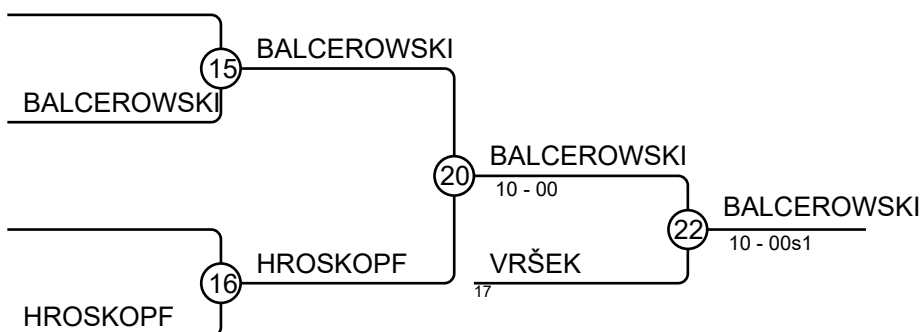 BALCEROWSKI
15
BALCEROWSKI
BALCEROWSKI
20
10 - 00
BALCEROWSKI
22
10 - 00s1
HROSKOPF
16
VRŠEK
17
HROSKOPF